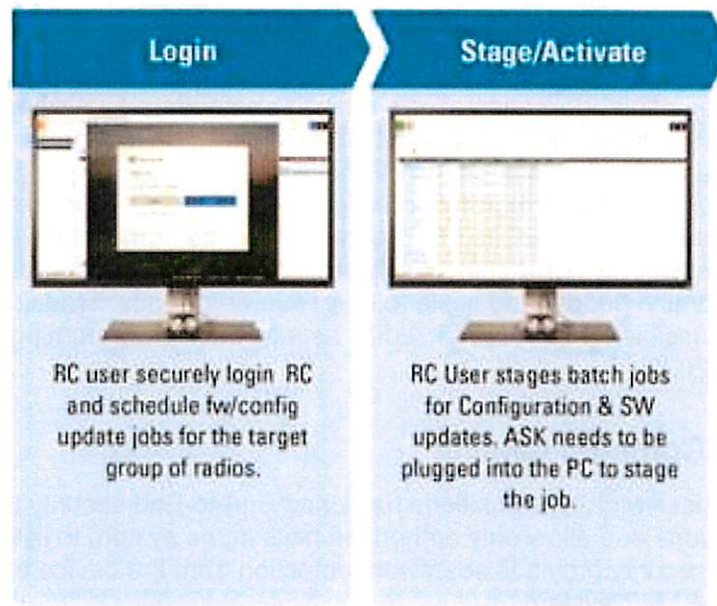 Login
Stage/Activate
RC user securely login RC
and schedule fw/config
update jobs for the target
group of radios.
RC User stages batch jobs
for Configuration & SW
updates. ASK needs to be
plugged into the PC to stage
the job.